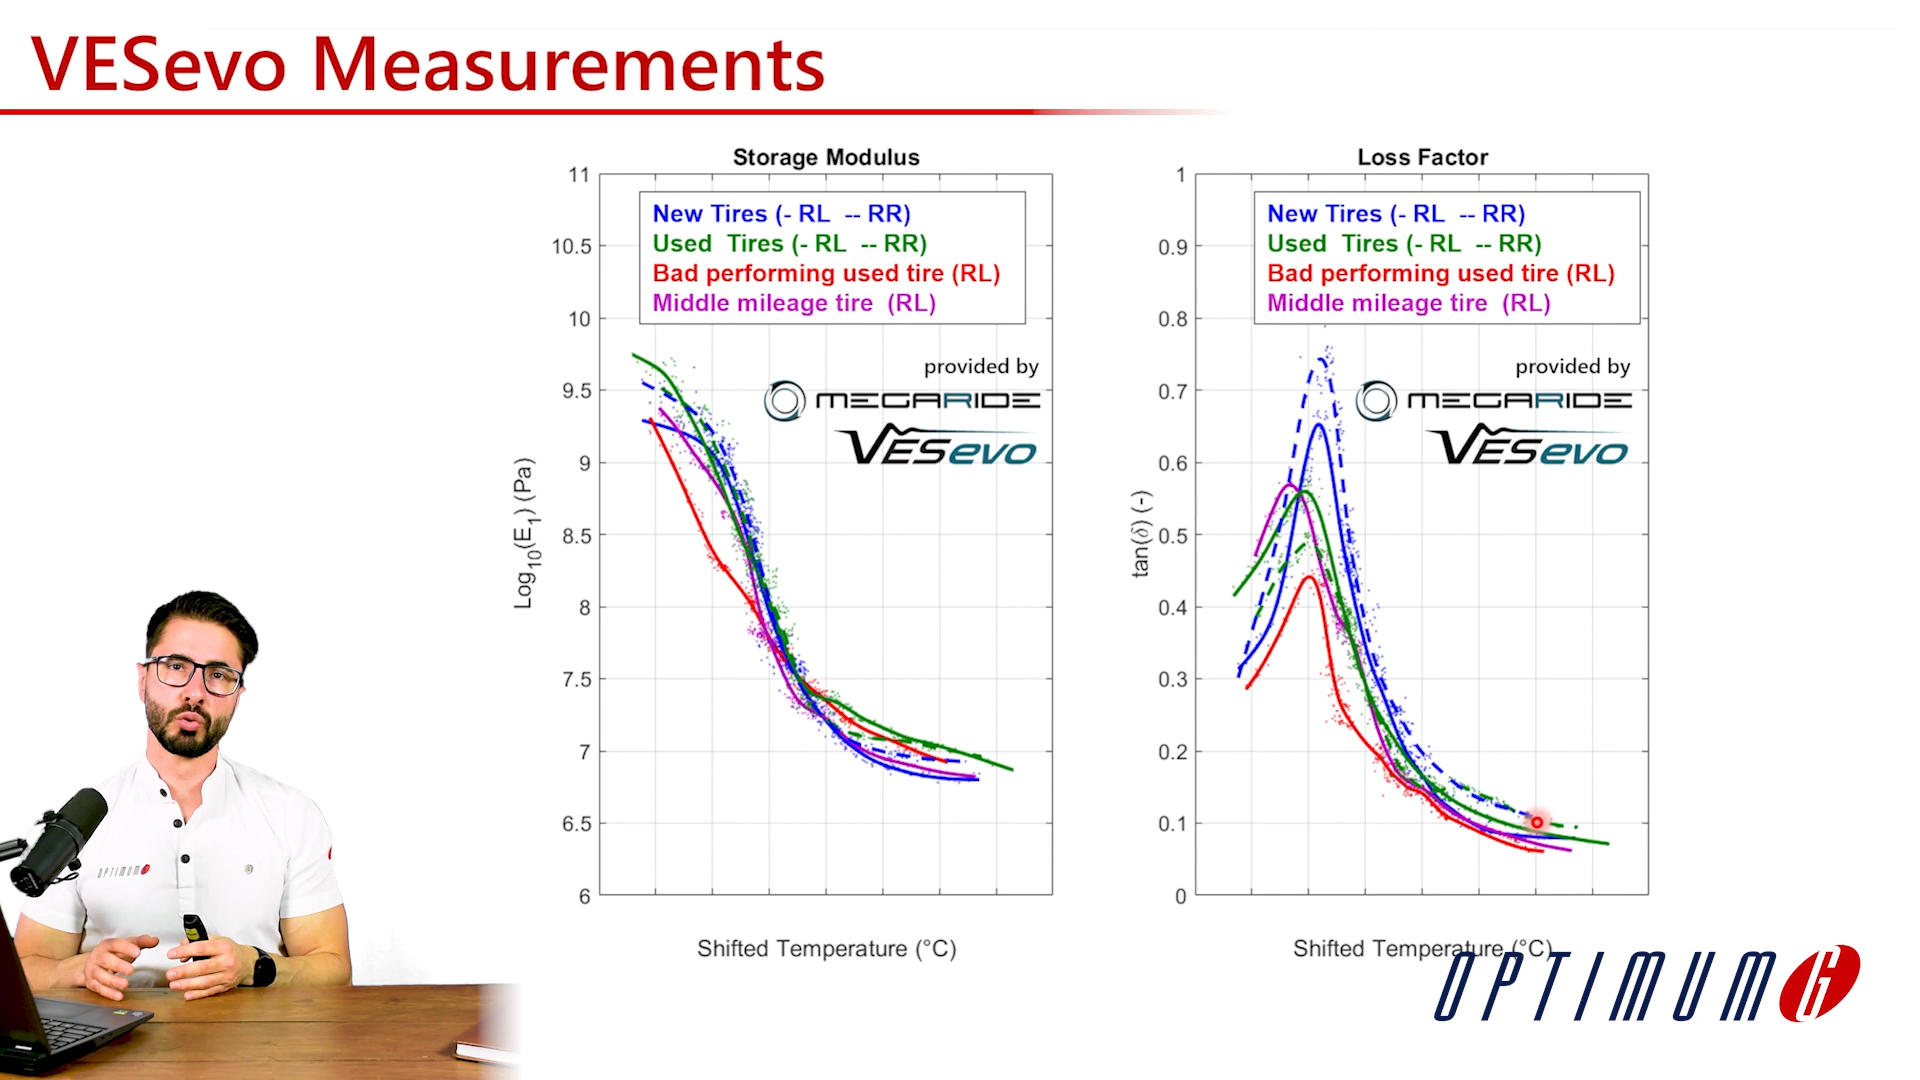 VESevo Measurements
Storage Modulus
11
10.5
10
9.5
9
8.5
8
7.5
7
6.5
6
Log10(E1) (Pa)
New Tires (- RL -- RR)
Used Tires (- RL -- RR)
Bad performing used tire (RL)
Middle mileage tire (RL)
provided by
MEGARIDE
VESevo
Shifted Temperature (°C)
Loss Factor
1
0.9
0.8
0.7
0.6
0.5
0.4
0.3
0.2
0.1
0
tan(δ) (-)
New Tires (- RL -- RR)
Used Tires (- RL -- RR)
Bad performing used tire (RL)
Middle mileage tire (RL)
provided by
MEGARIDE
VESevo
Shifted Temperature (°C)
OPTIMUM G
OPTIMUM G